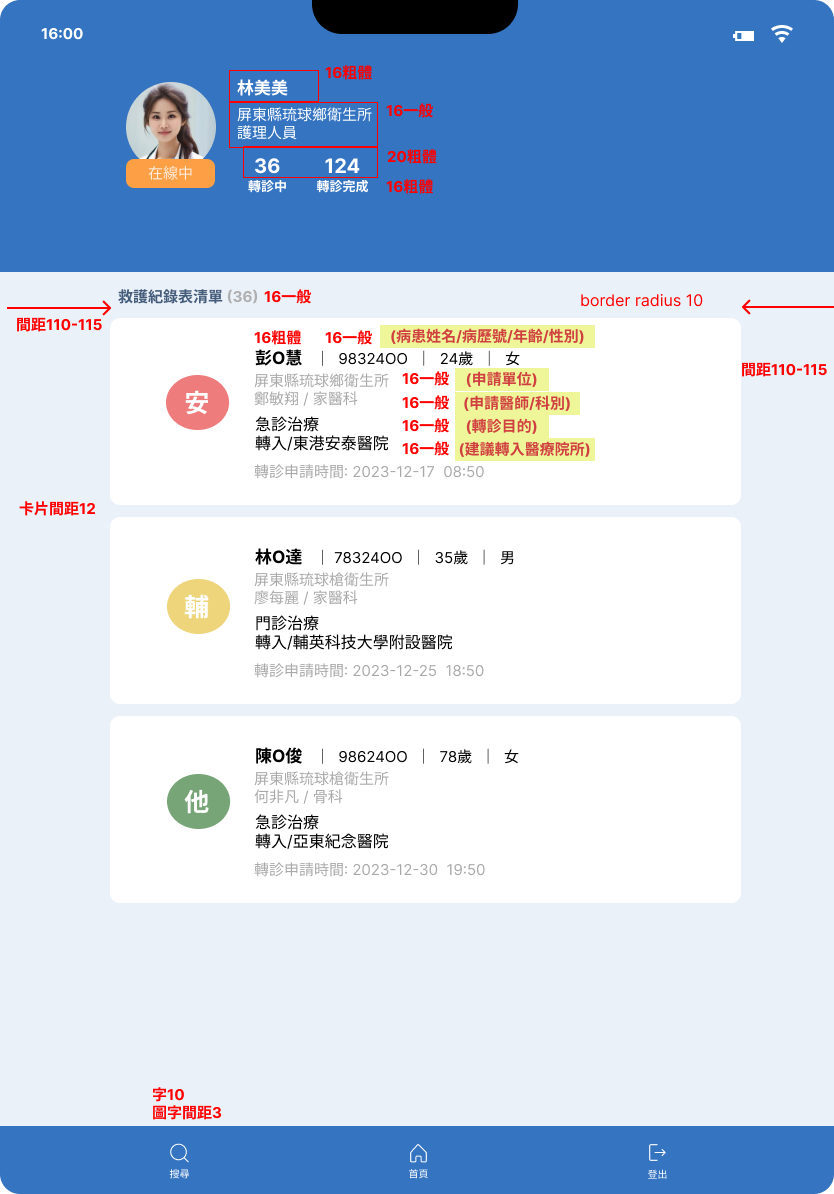 16:00
林美美
16粗體
屏東縣琉球鄉衛生所
護理人員
16一般
在線中
36 124
20粗體
轉診中 轉診完成
16粗體
救護紀錄表清單 (36) 16一般
border radius 10
間距110-115
間距110-115
16粗體 16一般 (病患姓名/病歷號/年齡/性別)
彭O慧 | 98324OO | 24歲 | 女
屏東縣琉球鄉衛生所 16一般 (申請單位)
鄭敏翔 / 家醫科 16一般 (申請醫師/科別)
安
急診治療 16一般 (轉診目的)
轉入/東港安泰醫院 16一般 (建議轉入醫療院所)
轉診申請時間: 2023-12-17 08:50
卡片間距12
林O達 | 78324OO | 35歲 | 男
屏東縣琉球槍衛生所
廖每麗 / 家醫科
輔
門診治療
轉入/輔英科技大學附設醫院
轉診申請時間: 2023-12-25 18:50
陳O俊 | 98624OO | 78歲 | 女
屏東縣琉球槍衛生所
何非凡 / 骨科
他
急診治療
轉入/亞東紀念醫院
轉診申請時間: 2023-12-30 19:50
字10
圖字間距3
搜尋 首頁 登出